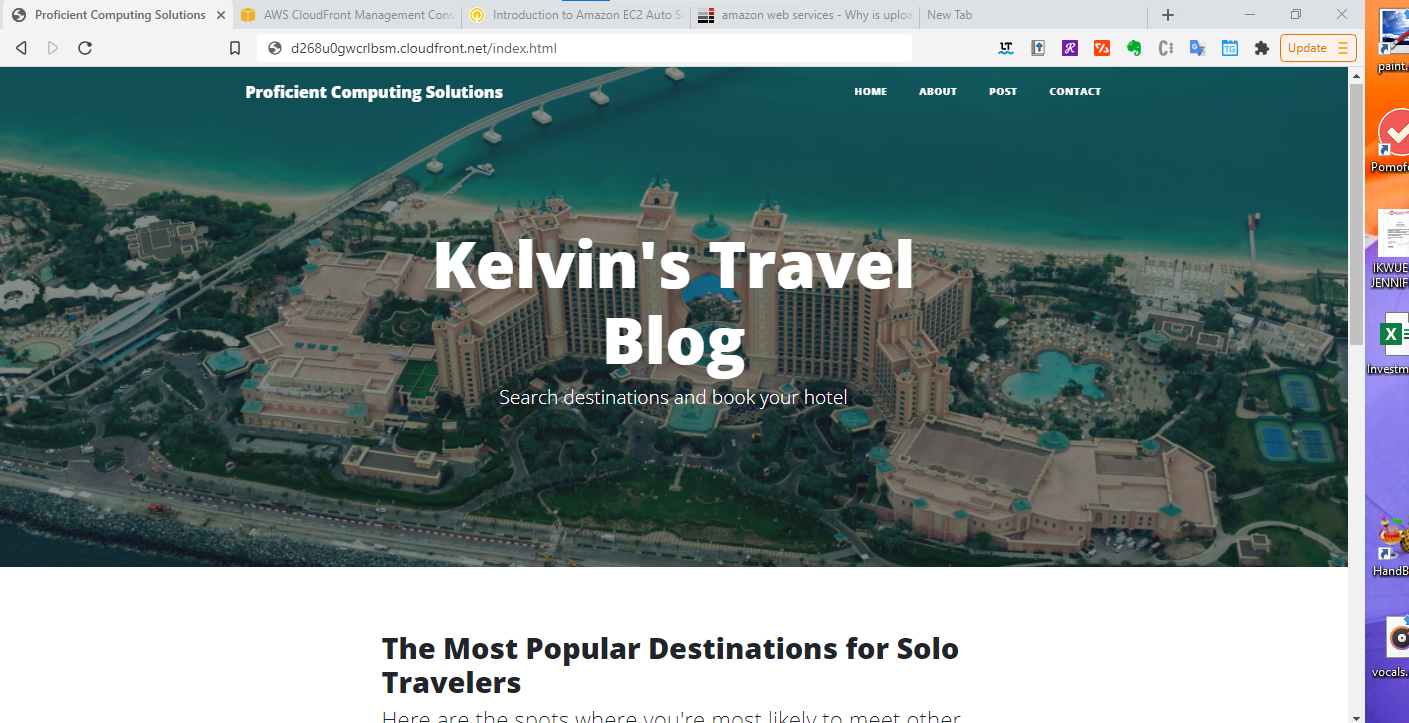 Proficient Computing Solutions
AWS CloudFront Management Cons
Introduction to Amazon EC2 Auto Sc
amazon web services - Why is uploa
New Tab
d268u0gwcrlbsm.cloudfront.net/index.html
LT
TG
Update
Proficient Computing Solutions
HOME
ABOUT
POST
CONTACT
Kelvin's Travel
Blog
Search destinations and book your hotel
The Most Popular Destinations for Solo
Travelers
Here are the spots where you're most likely to meet other
paint.
Pomofo
IKWUE
JENNIF
Investm
HandB
vocals.